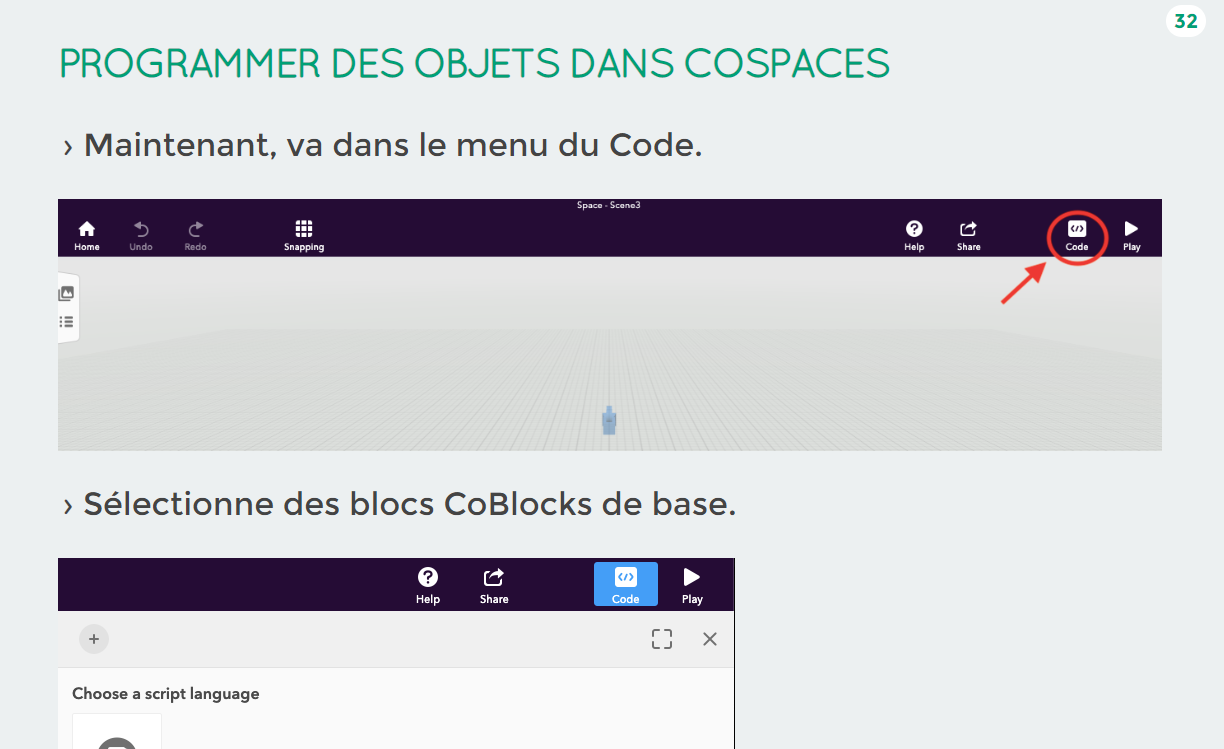 32
PROGRAMMER DES OBJETS DANS COSPACES
› Maintenant, va dans le menu du Code.
Space - Scene3
Home Undo Redo Snapping Help Share Code Play
› Sélectionne des blocs CoBlocks de base.
Help Share Code Play
Choose a script language